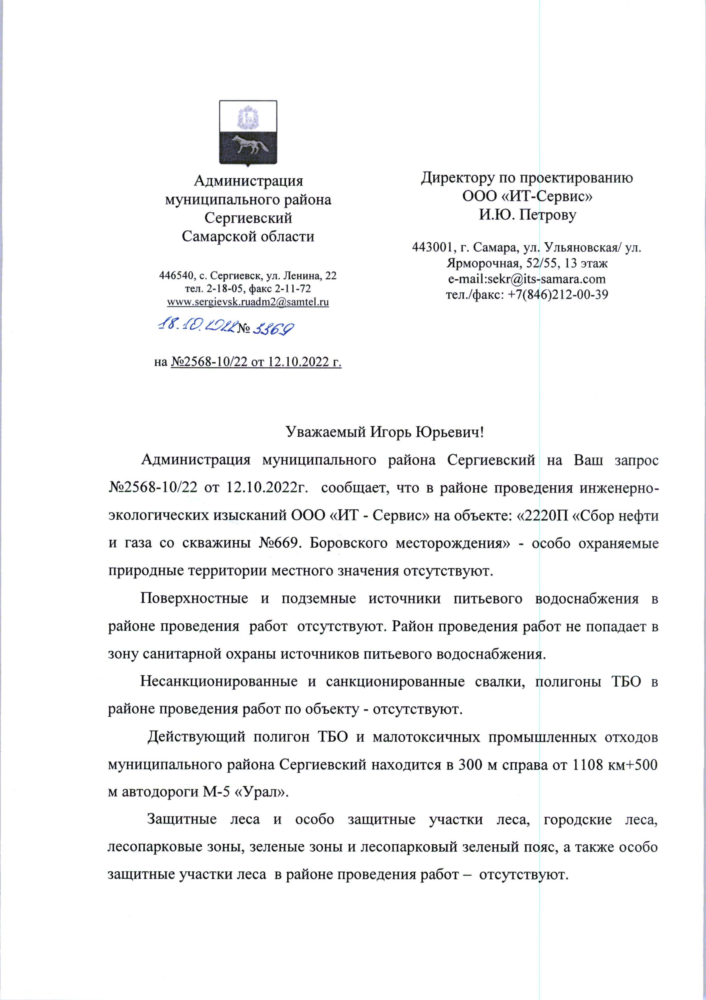 Администрация
муниципального района
Сергиевский
Самарской области
446540, с. Сергиевск, ул. Ленина, 22
тел. 2-18-05, факс 2-11-72
www.sergievsk.ruadm2@samtel.ru
18.10.2022 № 3369
на №2568-10/22 от 12.10.2022 г.
Директору по проектированию
ООО «ИТ-Сервис»
И.Ю. Петрову
443001, г. Самара, ул. Ульяновская/ ул.
Ярморочная, 52/55, 13 этаж
e-mail:sekr@its-samara.com
тел./факс: +7(846)212-00-39
Уважаемый Игорь Юрьевич!
Администрация муниципального района Сергиевский на Ваш запрос
№2568-10/22 от 12.10.2022г. сообщает, что в районе проведения инженерно-
экологических изысканий ООО «ИТ - Сервис» на объекте: «2220П «Сбор нефти
и газа со скважины №669. Боровского месторождения» - особо охраняемые
природные территории местного значения отсутствуют.
Поверхностные и подземные источники питьевого водоснабжения в
районе проведения работ отсутствуют. Район проведения работ не попадает в
зону санитарной охраны источников питьевого водоснабжения.
Несанкционированные и санкционированные свалки, полигоны ТБО в
районе проведения работ по объекту - отсутствуют.
Действующий полигон ТБО и малотоксичных промышленных отходов
муниципального района Сергиевский находится в 300 м справа от 1108 км+500
м автодороги М-5 «Урал».
Защитные леса и особо защитные участки леса, городские леса,
лесопарковые зоны, зеленые зоны и лесопарковый зеленый пояс, а также особо
защитные участки леса в районе проведения работ – отсутствуют.